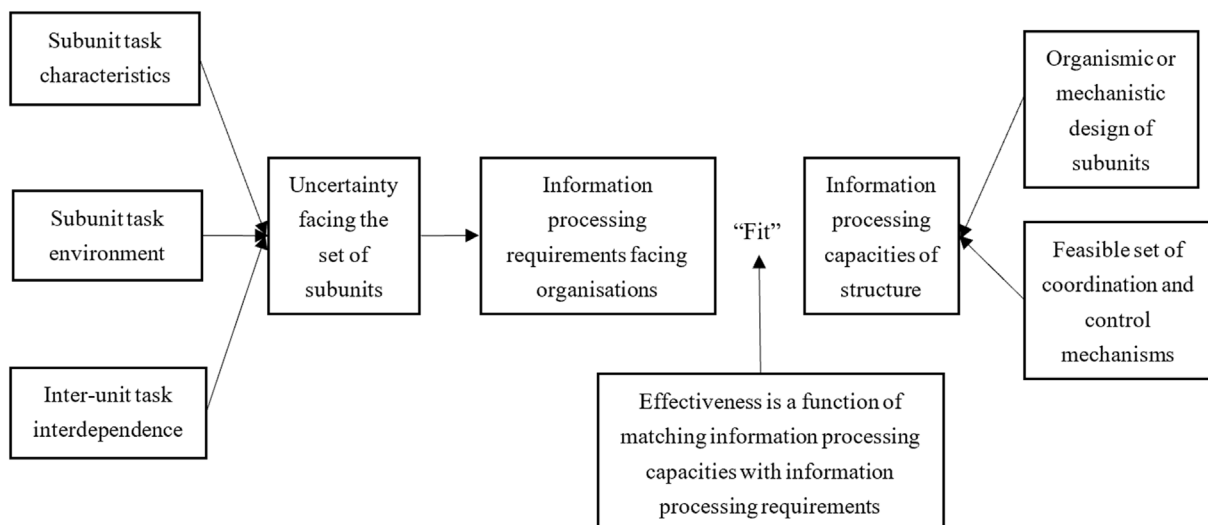 Subunit task
characteristics
Subunit task
environment
Inter-unit task
interdependence
Uncertainty
facing the
set of
subunits
Information
processing
requirements facing
organisations
“Fit”
Effectiveness is a function of
matching information processing
capacities with information
processing requirements
Information
processing
capacities of
structure
Organismic or
mechanistic
design of
subunits
Feasible set of
coordination and
control
mechanisms